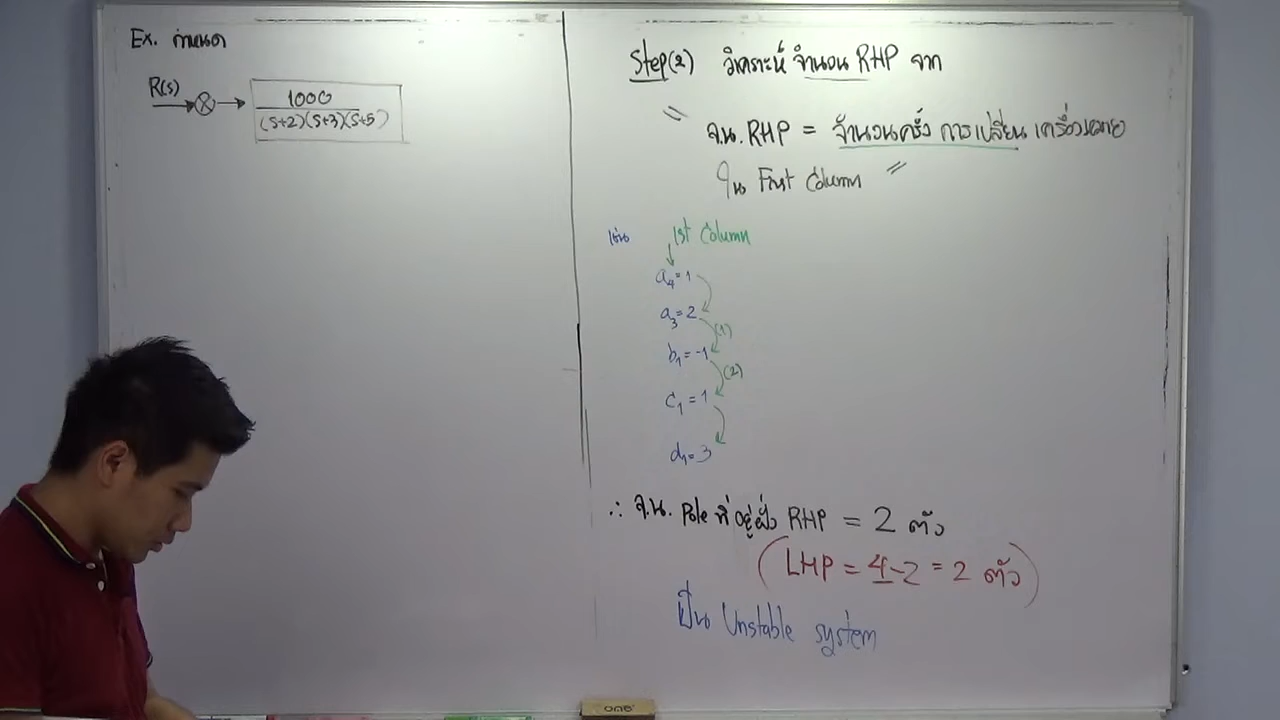 Ex. กำหนด
R(s)
1000
(s+2)(s+3)(s+5)
Step(2) วิเคราะห์ จำนวน RHP จาก
" จ.น. RHP = จำนวนครั้ง การเปลี่ยน เครื่องหมาย
ใน First Column "
เช่น 1st Column
a₄=1
a₃=2
(1)
b₁=-1
(2)
c₁=1
d₁=3
∴ จ.น. Pole ที่อยู่ฝั่ง RHP = 2 ตัว
(LHP = 4-2 = 2 ตัว)
เป็น Unstable system